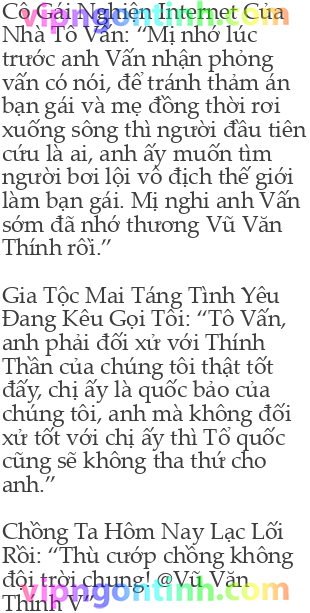 Cô Gái Nghiện Internet Của
Nhà Tô Vấn: “Mị nhớ lúc
trước anh Vấn nhận phỏng
vấn có nói, để tránh thảm án
bạn gái và mẹ đồng thời rơi
xuống sông thì người đầu tiên
cứu là ai, anh ấy muốn tìm
người bơi lội vô địch thế giới
làm bạn gái. Mị nghi anh Vấn
sớm đã nhớ thương Vũ Văn
Thính rồi.”
Gia Tộc Mai Táng Tình Yêu
Đang Kêu Gọi Tôi: “Tô Vấn,
anh phải đối xử với Thính
Thần của chúng tôi thật tốt
đấy, chị ấy là quốc bảo của
chúng tôi, anh mà không đối
xử tốt với chị ấy thì Tổ quốc
cũng sẽ không tha thứ cho
anh.”
Chồng Ta Hôm Nay Lạc Lối
Rồi: “Thù cướp chồng không
đội trời chung! @Vũ Văn
Thính V”
vipngontinh.com
vipngontinh.com